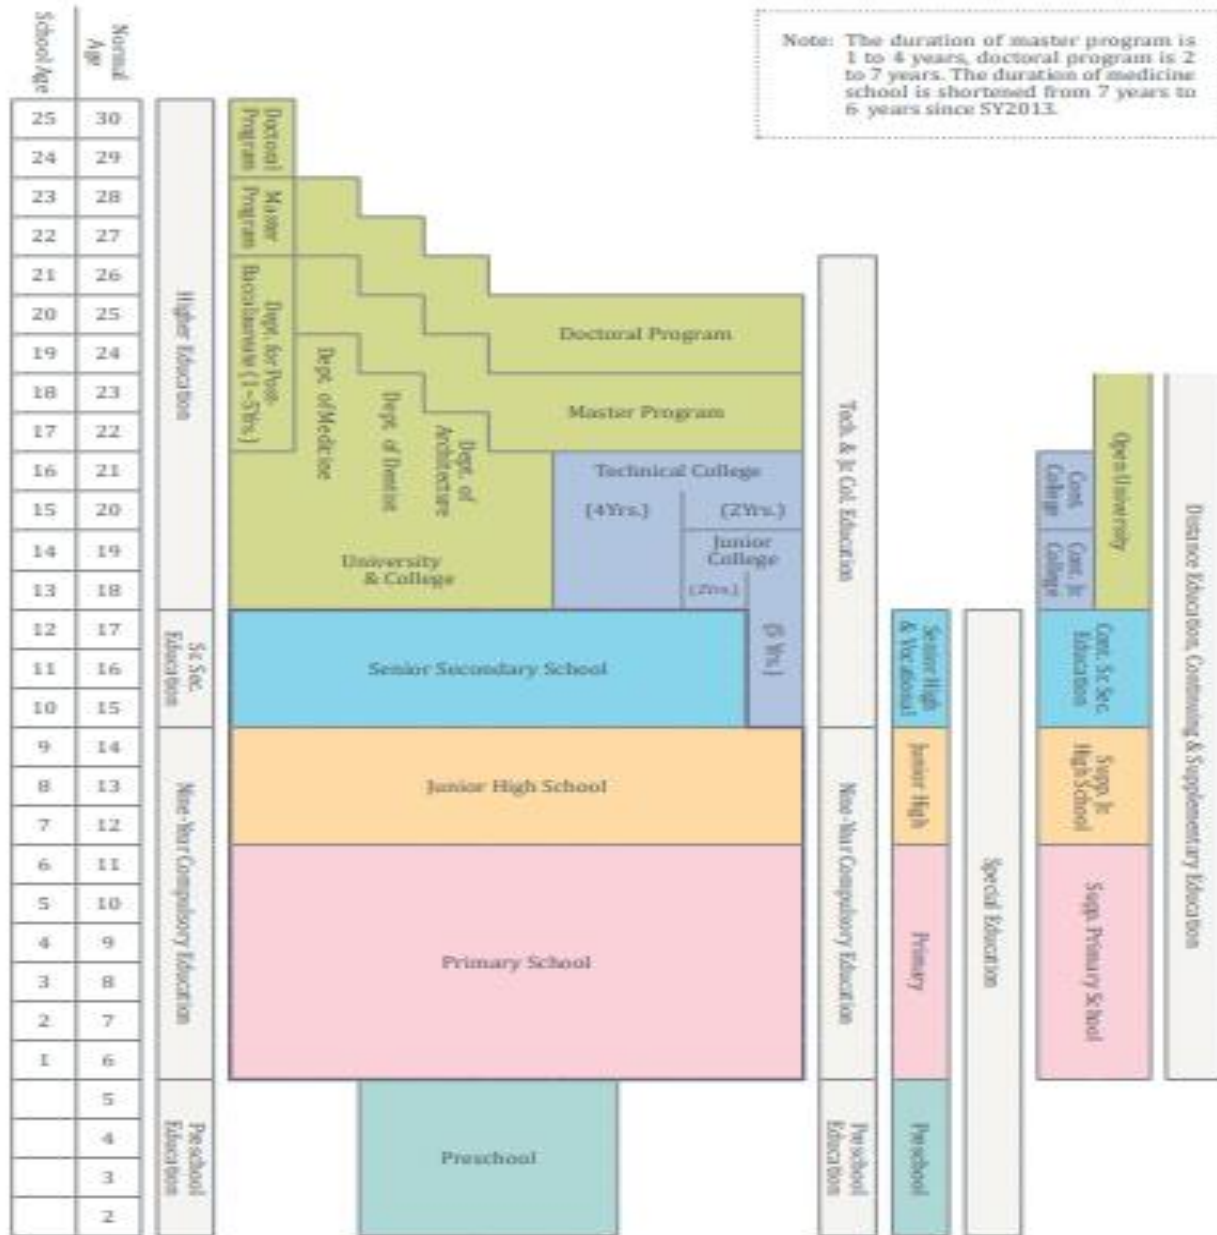 School Age
Normal
Age
Note: The duration of master program is
1 to 4 years, doctoral program is 2
to 7 years. The duration of medicine
school is shortened from 7 years to
6 years since SY2013.
25 30
24 29
23 28
22 27
21 26
20 25
19 24
18 23
17 22
16 21
15 20
14 19
13 18
12 17
11 16
10 15
9 14
8 13
7 12
6 11
5 10
4 9
3 8
2 7
1 6
5
4
3
2
Higher Education
Sr. Sec.
Education
Nine-Year Compulsory Education
Preschool
Education
Doctoral
Program
Master
Program
Dept. for Post-
Baccalaureate (1~5Yrs.)
Dept. of Medicine
Dept. of Dentist
Dept. of
Architecture
Doctoral Program
Master Program
University
& College
Technical College
(4Yrs.)
(2Yrs.)
Junior
College
(2Yrs.)
(5 Yrs.)
Senior Secondary School
Junior High School
Primary School
Preschool
Tech. & Jr. Col. Education
Nine-Year Compulsory Education
Preschool
Education
Senior High
& Vocational
Junior High
Primary
Preschool
Special Education
Open University
Cont.
College
Cont. Jr.
College
Cont. Sr. Sec.
Education
Supp. Jr.
High School
Supp. Primary School
Distance Education, Continuing & Supplementary Education